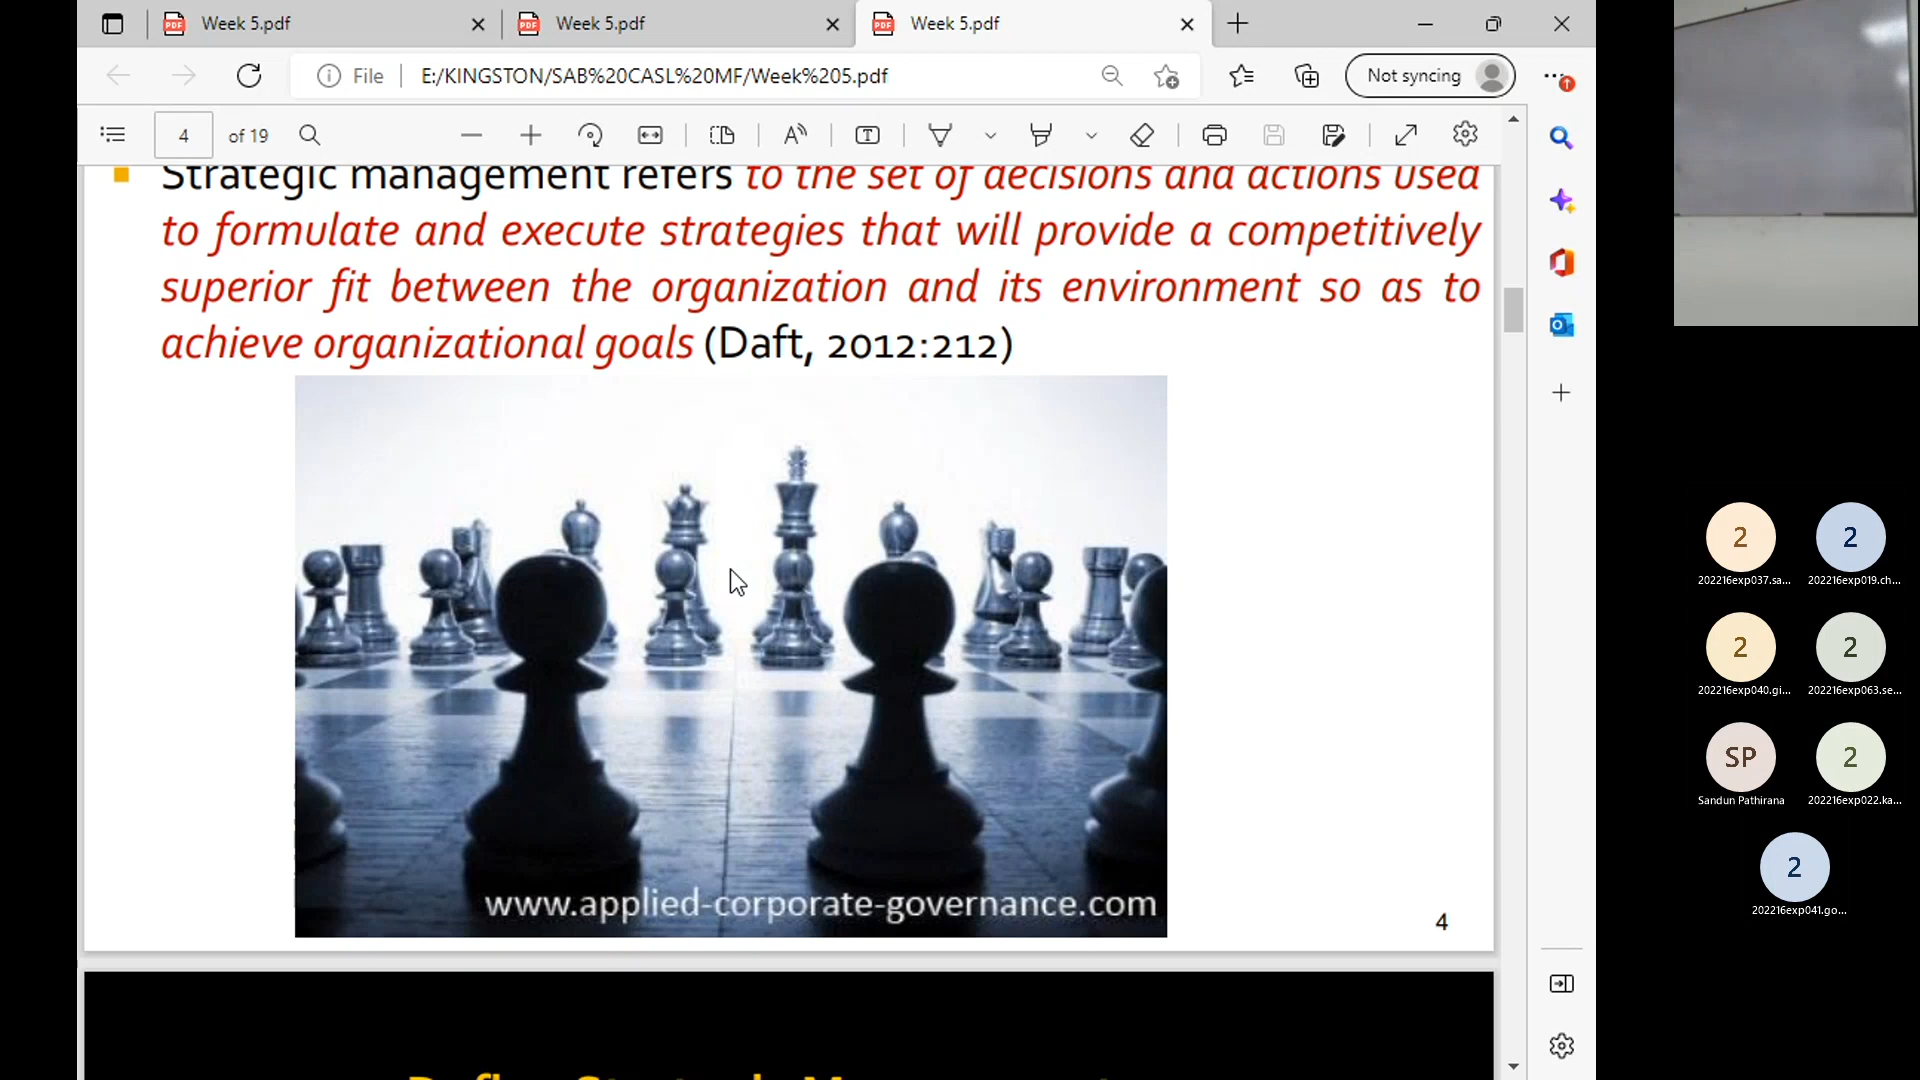 Week 5.pdf
Week 5.pdf
Week 5.pdf
File
E:/KINGSTON/SAB%20CASL%20MF/Week%205.pdf
Not syncing
4
of 19
Strategic management refers to the set of decisions and actions used
to formulate and execute strategies that will provide a competitively
superior fit between the organization and its environment so as to
achieve organizational goals (Daft, 2012:212)
www.applied-corporate-governance.com
4
2
202216exp037.sa...
2
202216exp019.ch...
2
202216exp040.gi...
2
202216exp063.se...
SP
Sandun Pathirana
2
202216exp022.ka...
2
202216exp041.go...